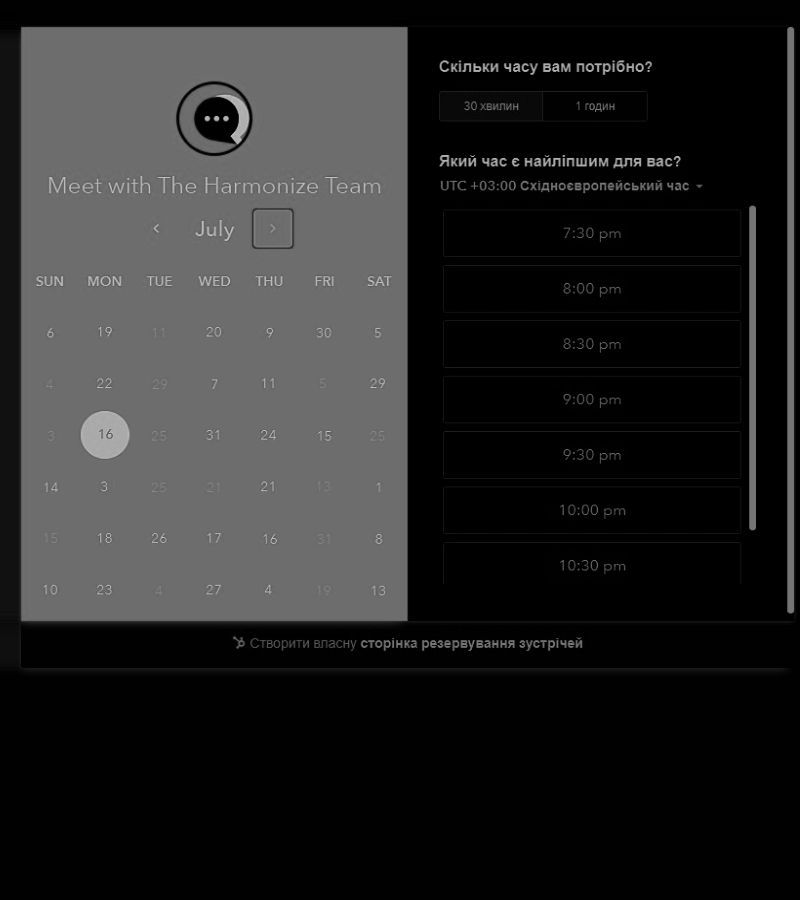 Meet with The Harmonize Team
July
SUN MON TUE WED THU FRI SAT
6 19 11 20 9 30 5
4 22 29 7 11 5 29
3 16 25 31 24 15 25
14 3 25 21 21 13 1
15 18 26 17 16 31 8
10 23 4 27 4 19 13
Скільки часу вам потрібно?
30 хвилин 1 годин
Який час є найліпшим для вас?
UTC +03:00 Східноєвропейський час
7:30 pm
8:00 pm
8:30 pm
9:00 pm
9:30 pm
10:00 pm
10:30 pm
Створити власну сторінка резервування зустрічей